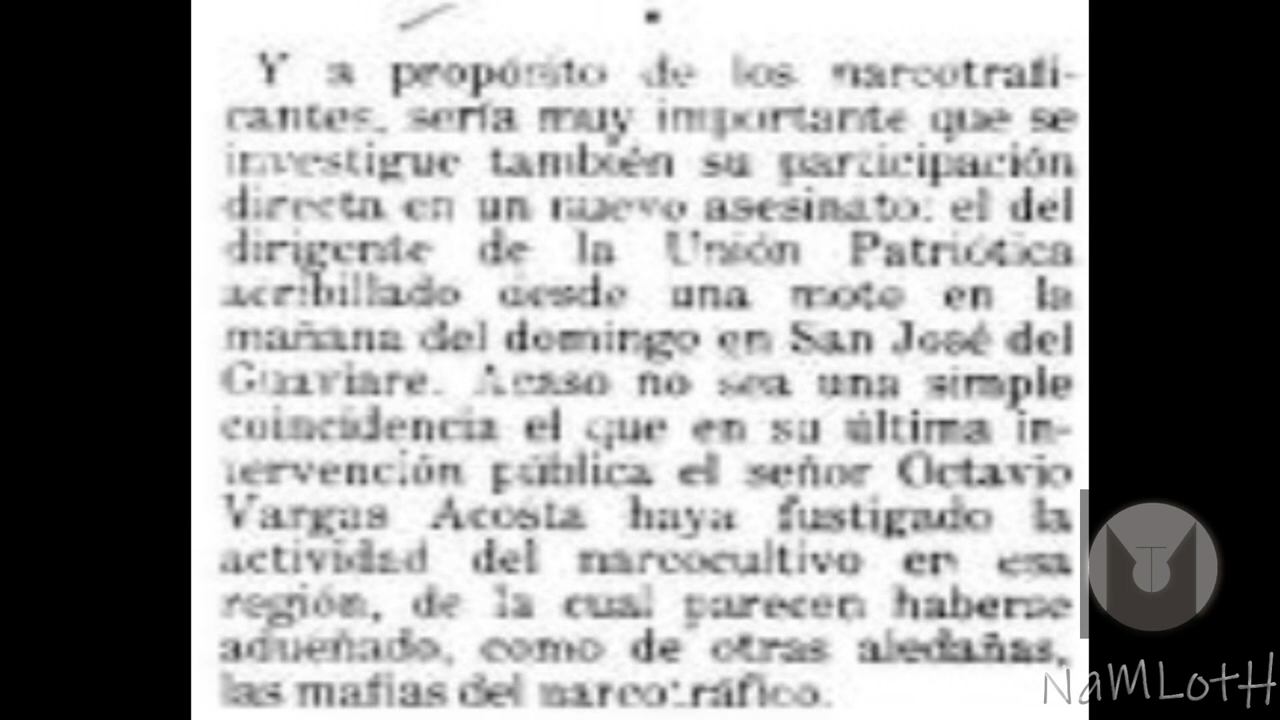 Y a propósito de los narcotrafi-
cantes, sería muy importante que se
investigue también su participación
directa en un nuevo asesinato: el del
dirigente de la Unión Patriótica
acribillado desde una moto en la
mañana del domingo en San José del
Guaviare. Acaso no sea una simple
coincidencia el que en su última in-
tervención pública el señor Octavio
Vargas Acosta haya fustigado la
actividad del narcocultivo en esa
región, de la cual parecen haberse
adueñado, como de otras aledañas,
las mafias del narcotráfico.
NaMLotH